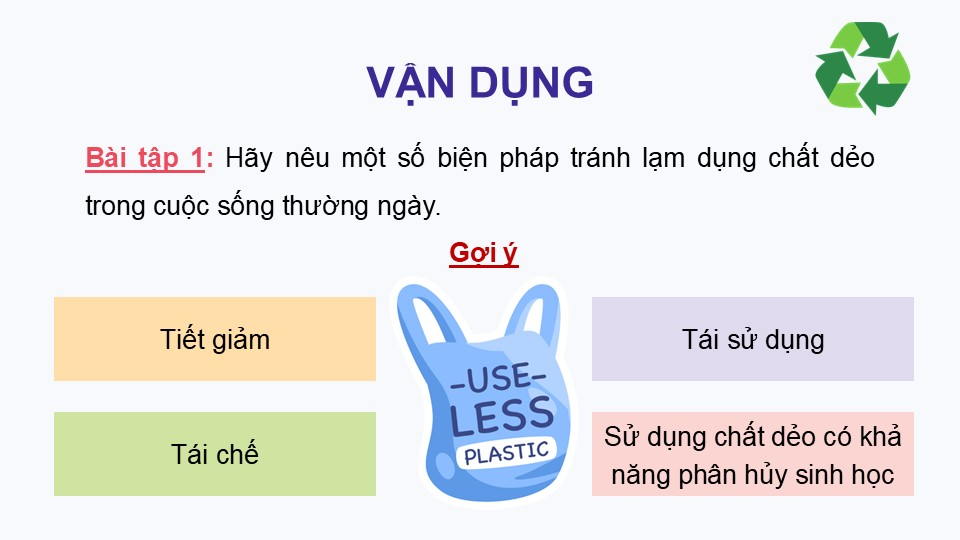 VẬN DỤNG
Bài tập 1: Hãy nêu một số biện pháp tránh lạm dụng chất dẻo
trong cuộc sống thường ngày.
Gợi ý
Tiết giảm
Tái sử dụng
–USE–
LESS
PLASTIC
Tái chế
Sử dụng chất dẻo có khả
năng phân hủy sinh học